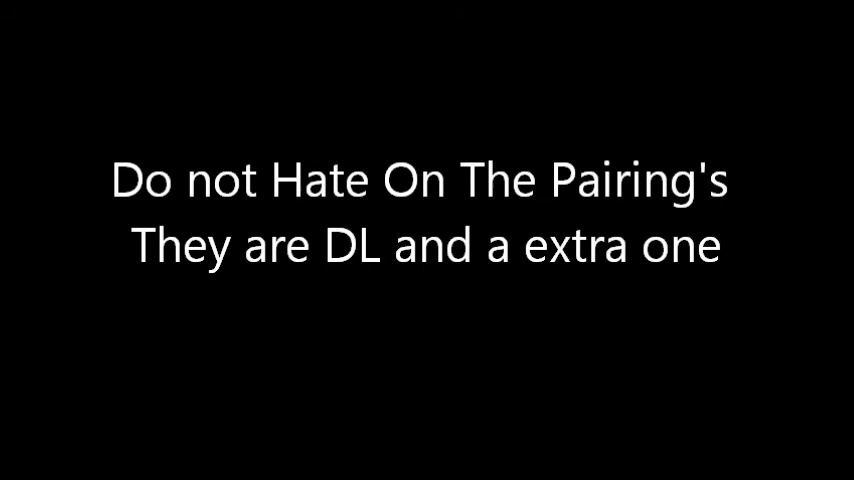 Do not Hate On The Pairing's
They are DL and a extra one